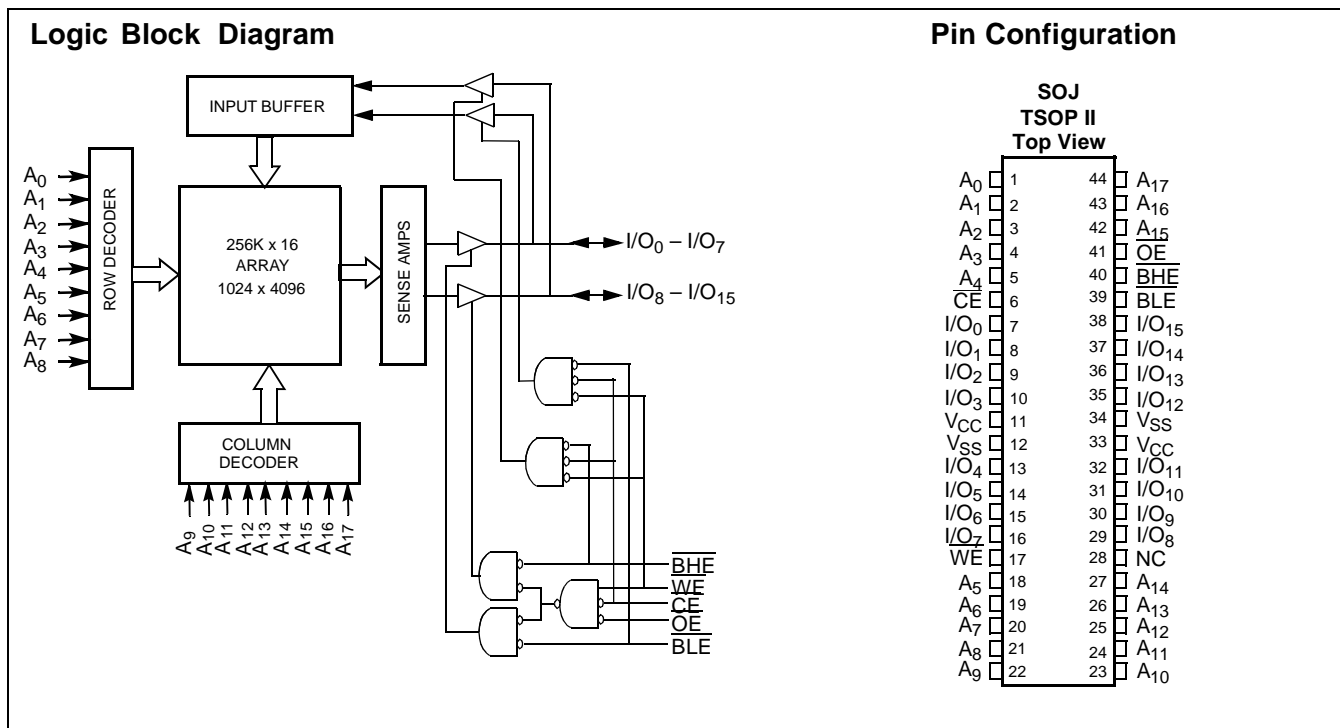 Logic Block Diagram
INPUT BUFFER
A0
A1
A2
A3
A4
A5
A6
A7
A8
ROW DECODER
256K x 16
ARRAY
1024 x 4096
SENSE AMPS
I/O0 – I/O7
I/O8 – I/O15
COLUMN
DECODER
A9
A10
A11
A12
A13
A14
A15
A16
A17
BHE
WE
CE
OE
BLE
Pin Configuration
SOJ
TSOP II
Top View
A0 1 44 A17
A1 2 43 A16
A2 3 42 A15
A3 4 41 OE
A4 5 40 BHE
CE 6 39 BLE
I/O0 7 38 I/O15
I/O1 8 37 I/O14
I/O2 9 36 I/O13
I/O3 10 35 I/O12
VCC 11 34 VSS
VSS 12 33 VCC
I/O4 13 32 I/O11
I/O5 14 31 I/O10
I/O6 15 30 I/O9
I/O7 16 29 I/O8
WE 17 28 NC
A5 18 27 A14
A6 19 26 A13
A7 20 25 A12
A8 21 24 A11
A9 22 23 A10